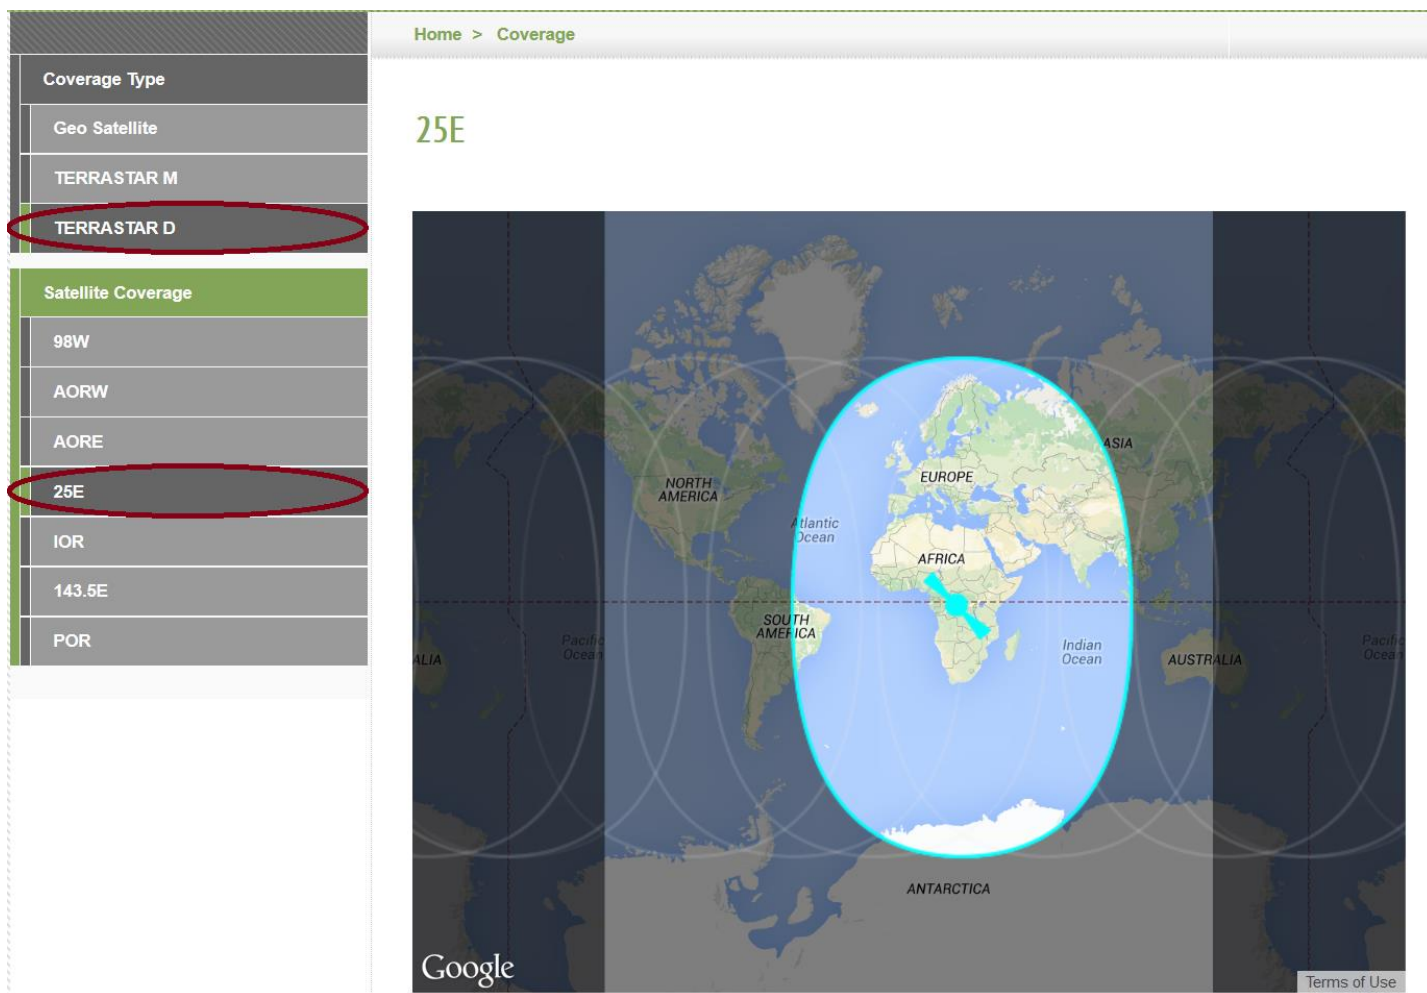 Home > Coverage
Coverage Type
Geo Satellite
TERRASTAR M
TERRASTAR D
Satellite Coverage
98W
AORW
AORE
25E
IOR
143.5E
POR
25E
ASIA
EUROPE
NORTH
AMERICA
Atlantic
Ocean
AFRICA
SOUTH
AMERICA
Pacific
Ocean
Indian
Ocean
ALIA
AUSTRALIA
Pacific
Ocean
ANTARCTICA
Google
Terms of Use